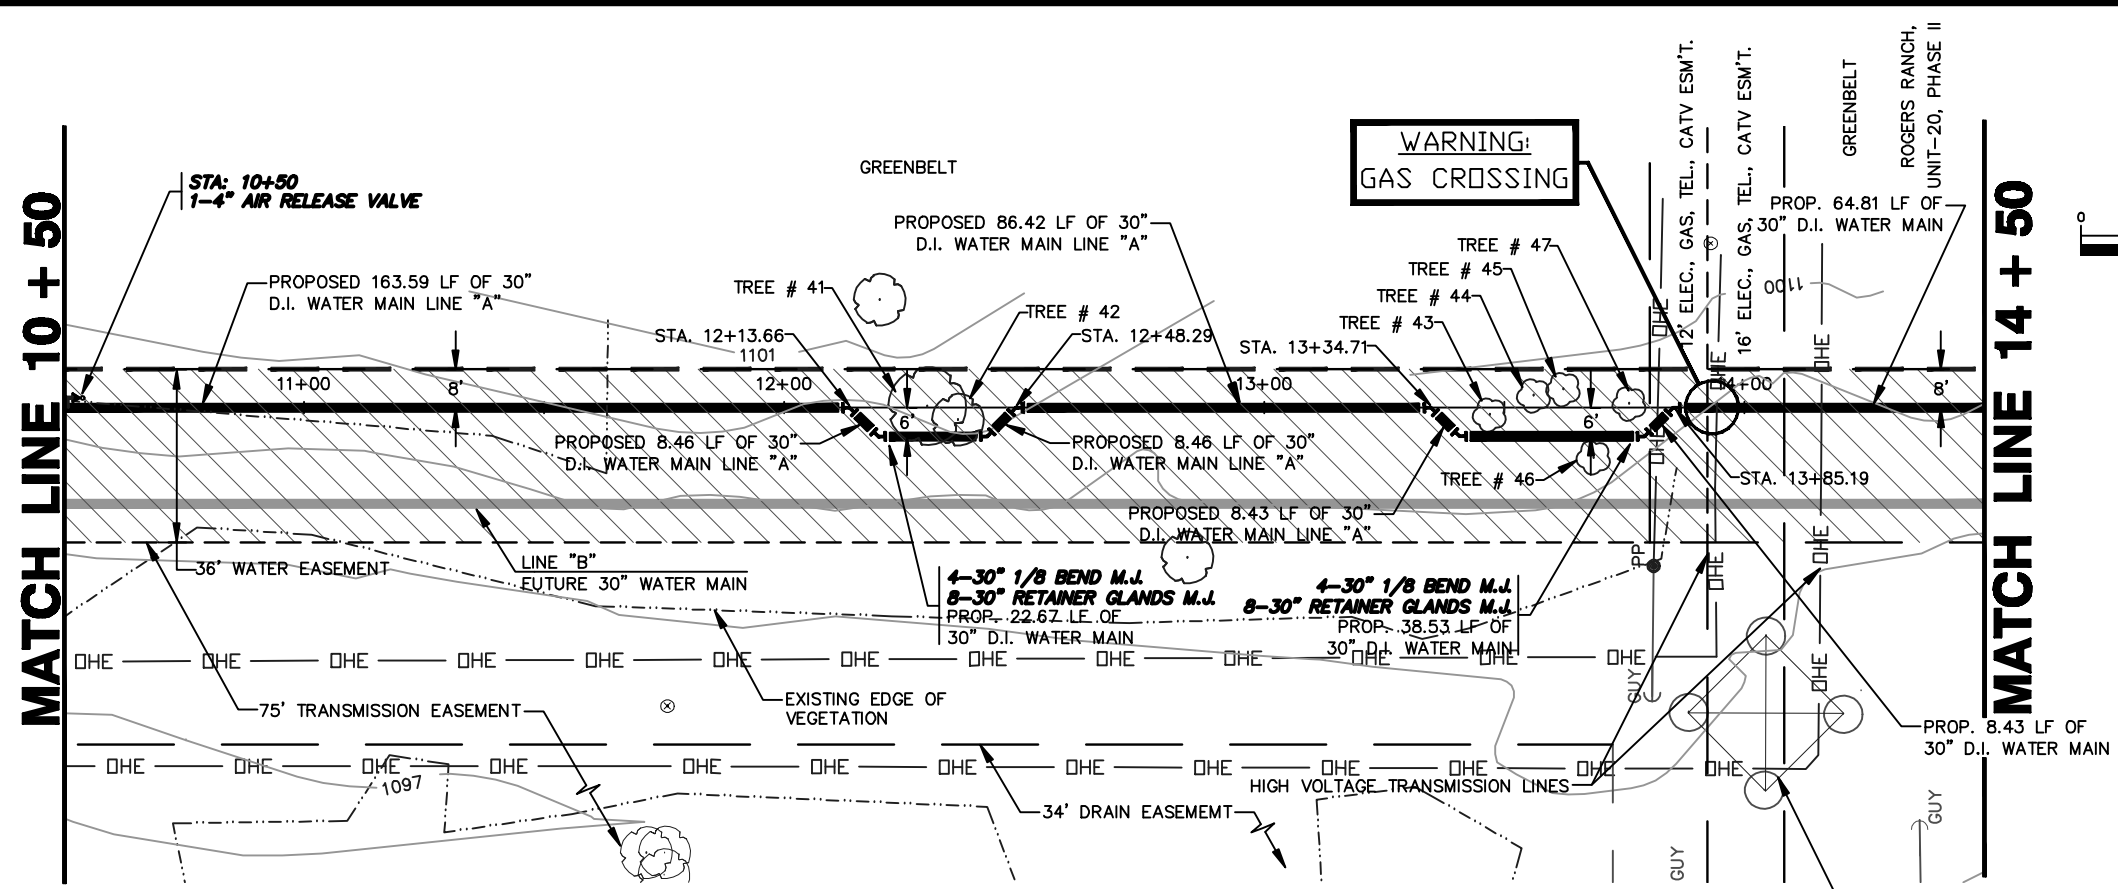 MATCH LINE 10 + 50
STA: 10+50
1-4" AIR RELEASE VALVE
PROPOSED 163.59 LF OF 30"
D.I. WATER MAIN LINE "A"
11+00
8'
36' WATER EASEMENT
75' TRANSMISSION EASEMENT
LINE "B"
FUTURE 30" WATER MAIN
EXISTING EDGE OF
VEGETATION
1097
GREENBELT
TREE # 41
STA. 12+13.66
1101
12+00
TREE # 42
STA. 12+48.29
6'
PROPOSED 8.46 LF OF 30"
D.I. WATER MAIN LINE "A"
PROPOSED 8.46 LF OF 30"
D.I. WATER MAIN LINE "A"
PROPOSED 86.42 LF OF 30"
D.I. WATER MAIN LINE "A"
4-30" 1/8 BEND M.J.
8-30" RETAINER GLANDS M.J.
PROP. 22.67 LF OF
30" D.I. WATER MAIN
WARNING:
GAS CROSSING
TREE # 47
TREE # 45
TREE # 44
TREE # 43
STA. 13+34.71
13+00
6'
TREE # 46
PROPOSED 8.43 LF OF 30"
D.I. WATER MAIN LINE "A"
4-30" 1/8 BEND M.J.
8-30" RETAINER GLANDS M.J.
PROP. 38.53 LF OF
30" D.I. WATER MAIN
12' ELEC., GAS, TEL., CATV ESM'T.
16' ELEC., GAS, TEL., CATV ESM'T.
GREENBELT
ROGERS RANCH,
UNIT-20, PHASE II
PROP. 64.81 LF OF
30" D.I. WATER MAIN
1100
14+00
8'
STA. 13+85.19
PP
GUY
OHE
OHE
OHE
OHE
OHE
OHE
OHE
OHE
OHE OHE OHE OHE OHE OHE OHE OHE OHE OHE OHE OHE OHE
OHE OHE OHE OHE OHE OHE OHE OHE OHE OHE OHE OHE OHE
HIGH VOLTAGE TRANSMISSION LINES
34' DRAIN EASEMEMT
PROP. 8.43 LF OF
30" D.I. WATER MAIN
GUY
GUY
MATCH LINE 14 + 50
0